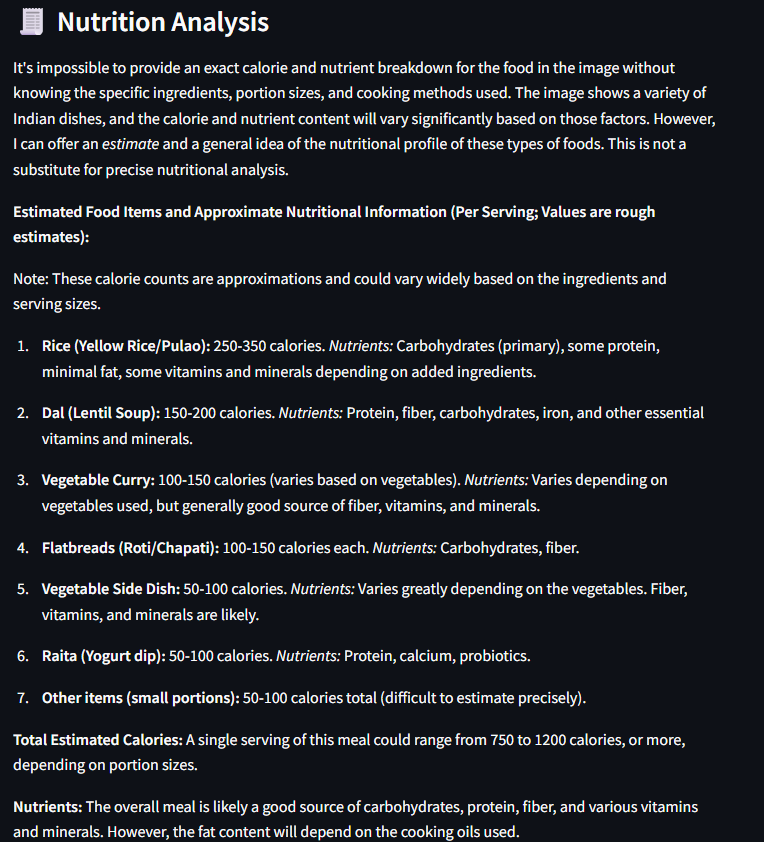 Nutrition Analysis
It's impossible to provide an exact calorie and nutrient breakdown for the food in the image without
knowing the specific ingredients, portion sizes, and cooking methods used. The image shows a variety of
Indian dishes, and the calorie and nutrient content will vary significantly based on those factors. However,
I can offer an estimate and a general idea of the nutritional profile of these types of foods. This is not a
substitute for precise nutritional analysis.
Estimated Food Items and Approximate Nutritional Information (Per Serving; Values are rough
estimates):
Note: These calorie counts are approximations and could vary widely based on the ingredients and
serving sizes.
1. Rice (Yellow Rice/Pulao): 250-350 calories. Nutrients: Carbohydrates (primary), some protein,
minimal fat, some vitamins and minerals depending on added ingredients.
2. Dal (Lentil Soup): 150-200 calories. Nutrients: Protein, fiber, carbohydrates, iron, and other essential
vitamins and minerals.
3. Vegetable Curry: 100-150 calories (varies based on vegetables). Nutrients: Varies depending on
vegetables used, but generally good source of fiber, vitamins, and minerals.
4. Flatbreads (Roti/Chapati): 100-150 calories each. Nutrients: Carbohydrates, fiber.
5. Vegetable Side Dish: 50-100 calories. Nutrients: Varies greatly depending on the vegetables. Fiber,
vitamins, and minerals are likely.
6. Raita (Yogurt dip): 50-100 calories. Nutrients: Protein, calcium, probiotics.
7. Other items (small portions): 50-100 calories total (difficult to estimate precisely).
Total Estimated Calories: A single serving of this meal could range from 750 to 1200 calories, or more,
depending on portion sizes.
Nutrients: The overall meal is likely a good source of carbohydrates, protein, fiber, and various vitamins
and minerals. However, the fat content will depend on the cooking oils used.